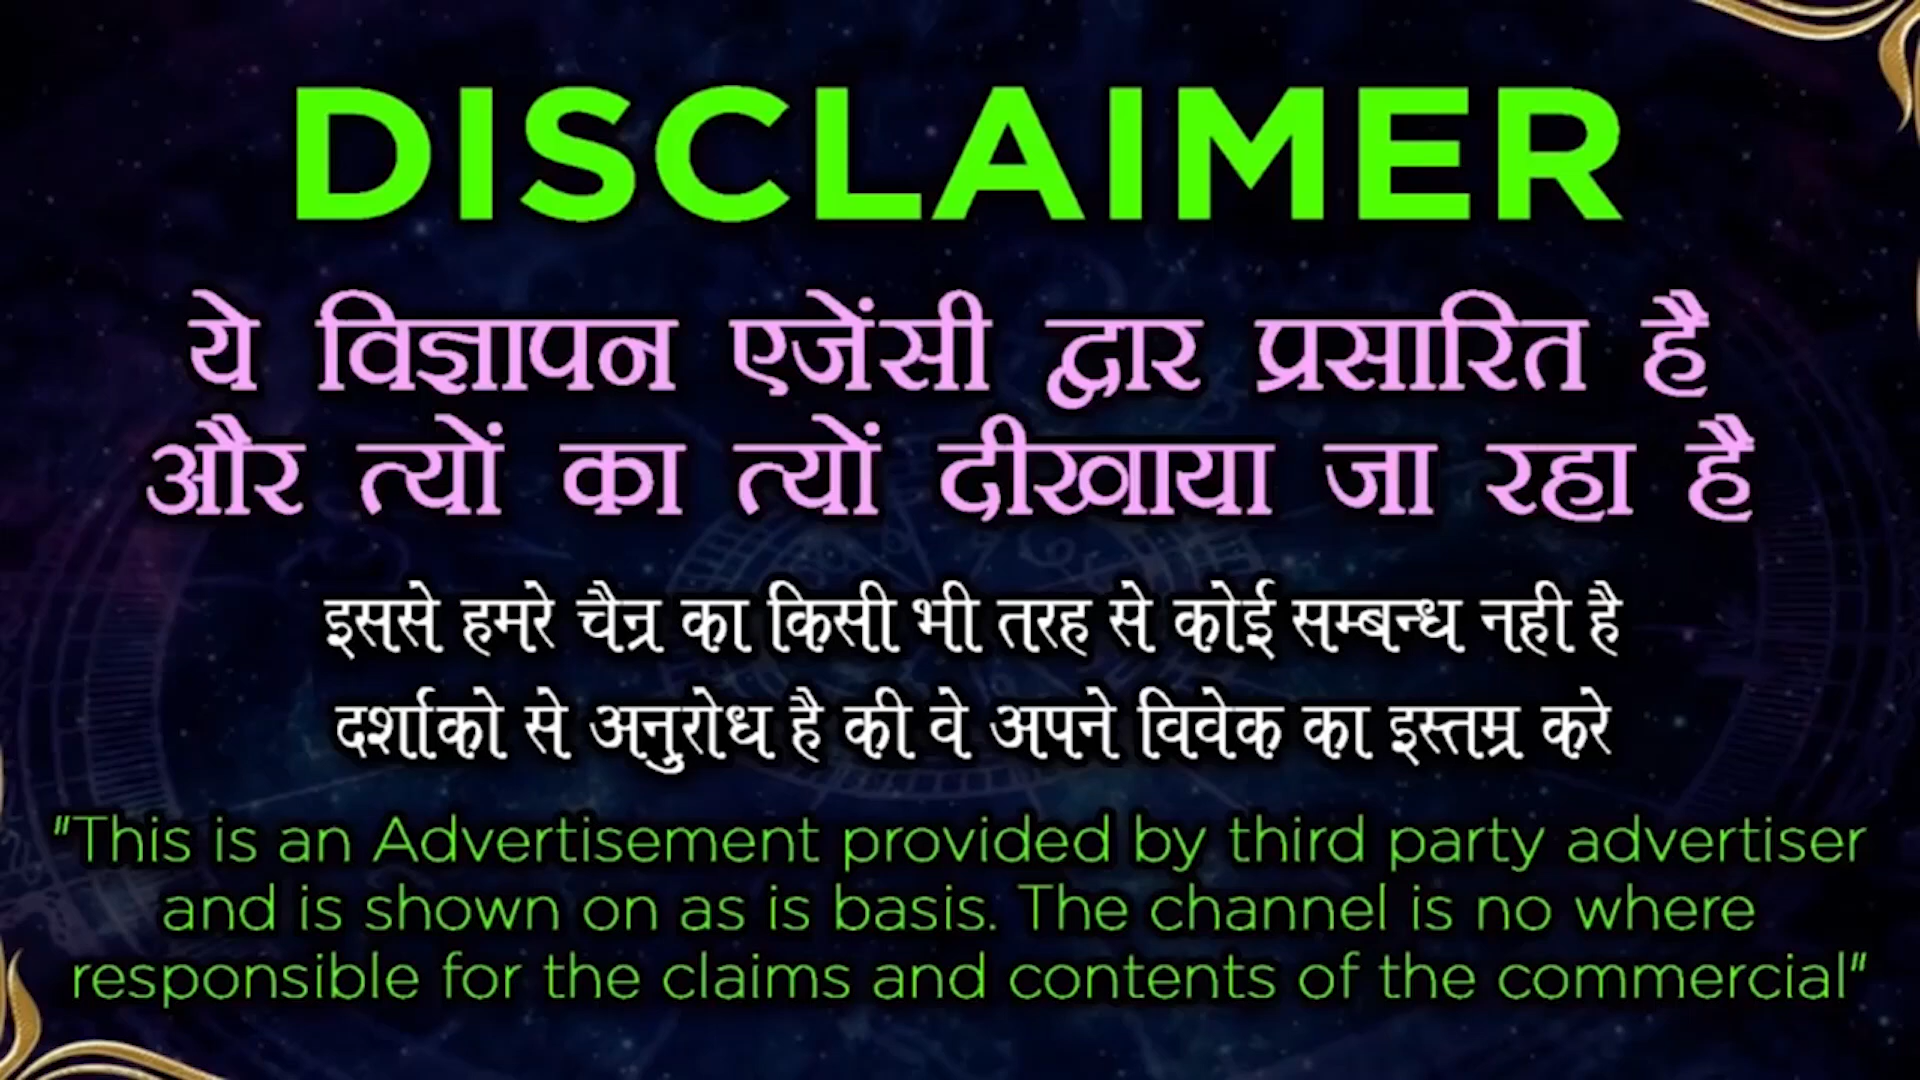 DISCLAIMER
ये विज्ञापन एजेंसी द्वार प्रसारित है
और त्यों का त्यों दीखाया जा रहा है
इससे हमरे चैन्र का किसी भी तरह से कोई सम्बन्ध नही है
दर्शाको से अनुरोध है की वे अपने विवेक का इस्तम्र करे
"This is an Advertisement provided by third party advertiser
and is shown on as is basis. The channel is no where
responsible for the claims and contents of the commercial"